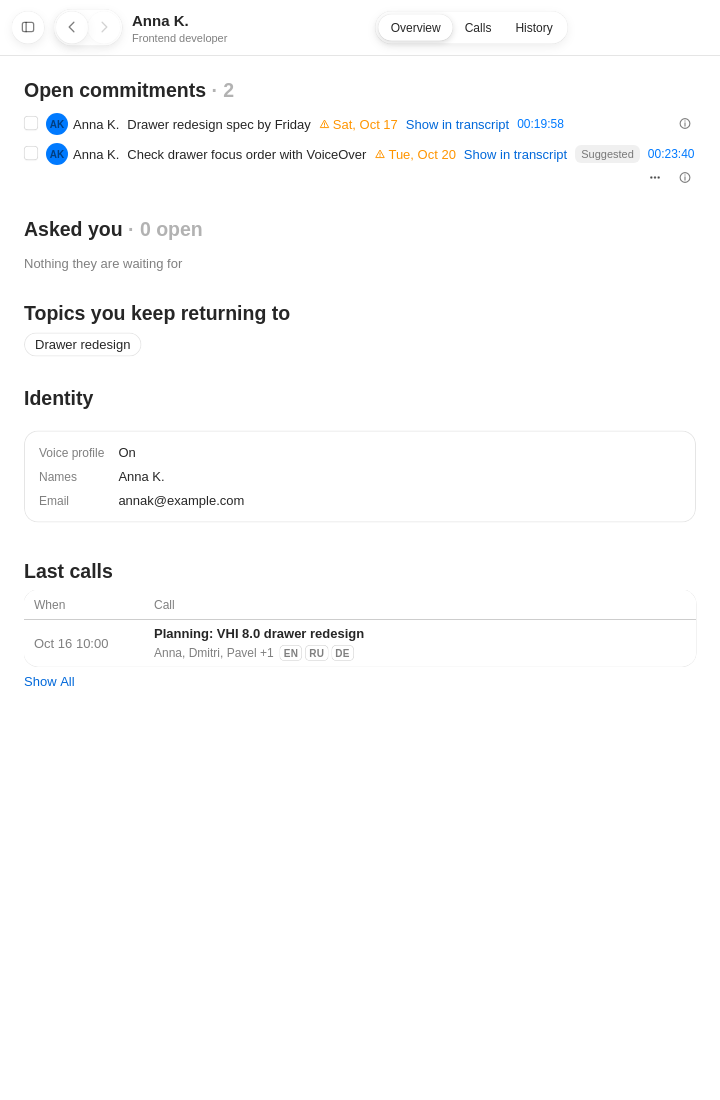 Anna K.
Frontend developer
Overview Calls History
Open commitments · 2
AK Anna K. Drawer redesign spec by Friday Sat, Oct 17 Show in transcript 00:19:58
AK Anna K. Check drawer focus order with VoiceOver Tue, Oct 20 Show in transcript Suggested 00:23:40
Asked you · 0 open
Nothing they are waiting for
Topics you keep returning to
Drawer redesign
Identity
Voice profile On
Names Anna K.
Email annak@example.com
Last calls
When Call
Oct 16 10:00 Planning: VHI 8.0 drawer redesign
Anna, Dmitri, Pavel +1 EN RU DE
Show All